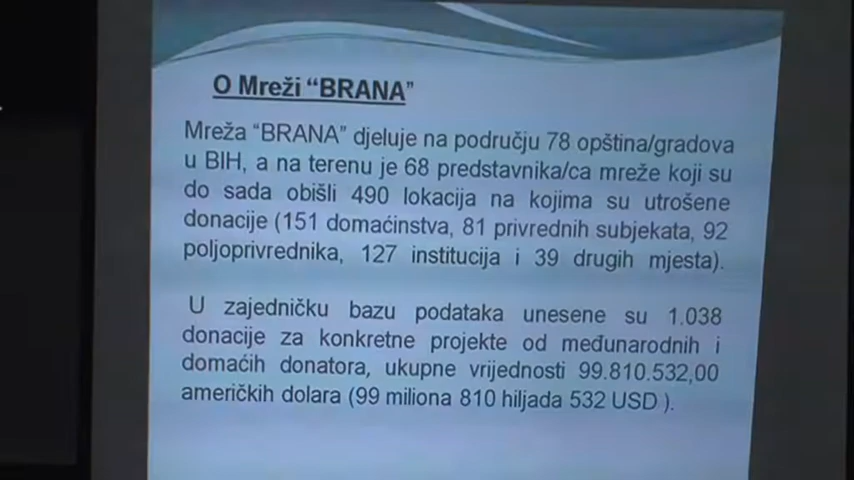 O Mreži “BRANA”
Mreža “BRANA” djeluje na području 78 opština/gradova
u BIH, a na terenu je 68 predstavnika/ca mreže koji su
do sada obišli 490 lokacija na kojima su utrošene
donacije (151 domaćinstva, 81 privrednih subjekata, 92
poljoprivrednika, 127 institucija i 39 drugih mjesta).
U zajedničku bazu podataka unesene su 1.038
donacije za konkretne projekte od međunarodnih i
domaćih donatora, ukupne vrijednosti 99.810.532,00
američkih dolara (99 miliona 810 hiljada 532 USD ).